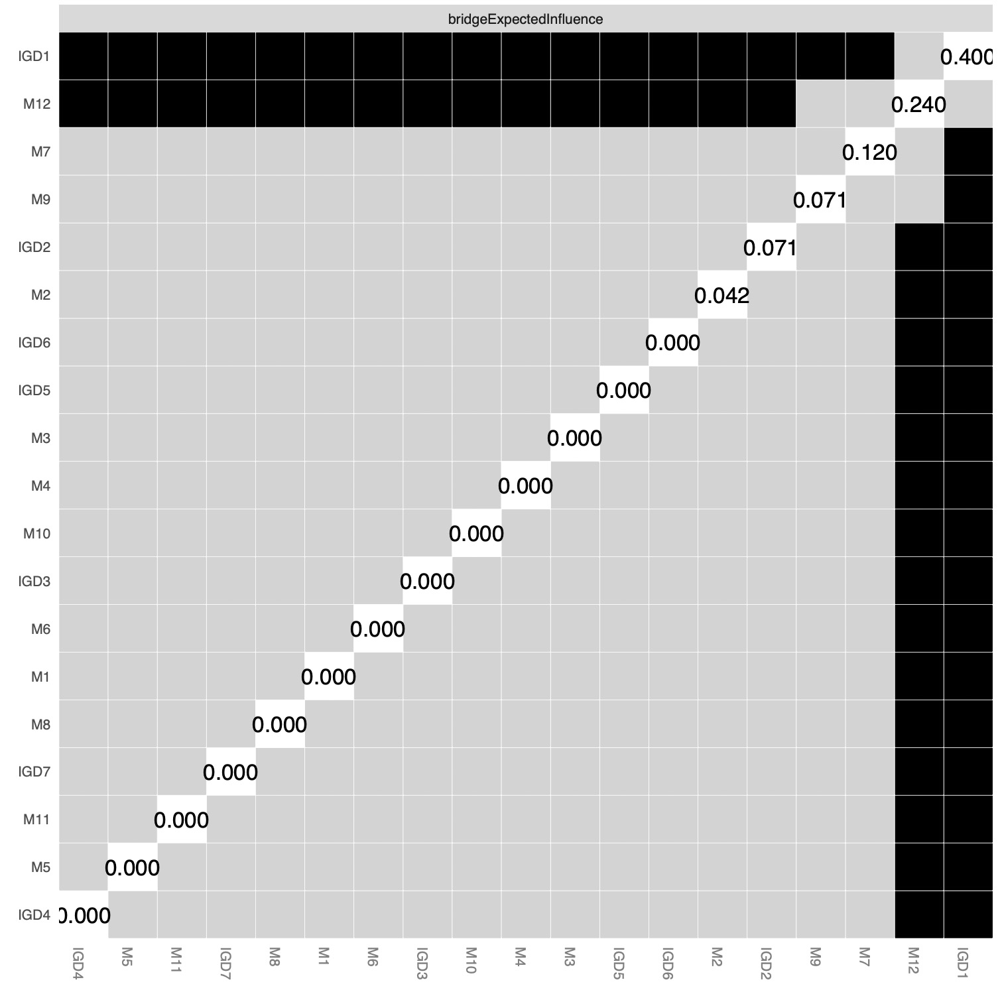 bridgeExpectedInfluence
IGD1 0.400
M12 0.240
M7 0.120
M9 0.071
IGD2 0.071
M2 0.042
IGD6 0.000
IGD5 0.000
M3 0.000
M4 0.000
M10 0.000
IGD3 0.000
M6 0.000
M1 0.000
M8 0.000
IGD7 0.000
M11 0.000
M5 0.000
IGD4 0.000
IGD4 M5 M11 IGD7 M8 M1 M6 IGD3 M10 M4 M3 IGD5 IGD6 M2 IGD2 M9 M7 M12 IGD1